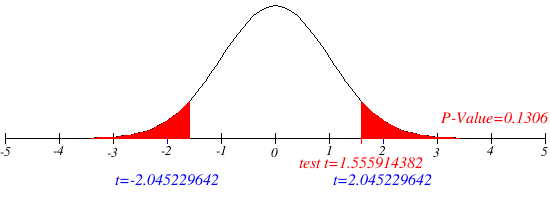 P-Value=0.1306
-5 -4 -3 -2 -1 0 1 2 3 4 5
test t=1.555914382
t=-2.045229642 t=2.045229642